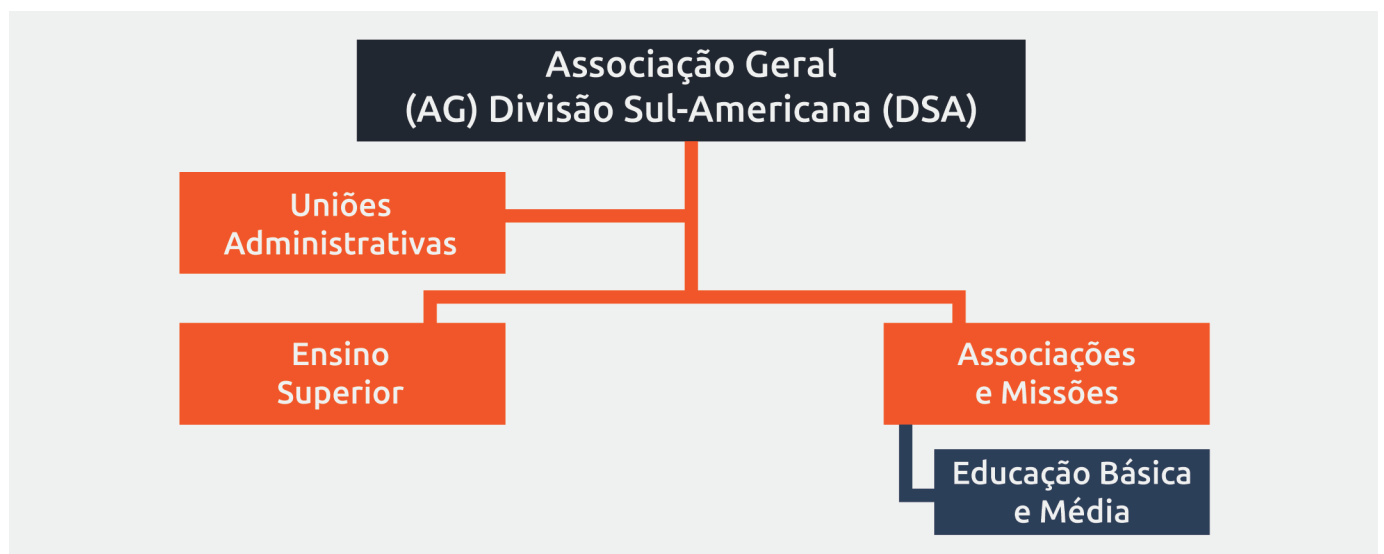 Associação Geral
(AG) Divisão Sul-Americana (DSA)
Uniões
Administrativas
Ensino
Superior
Associações
e Missões
Educação Básica
e Média